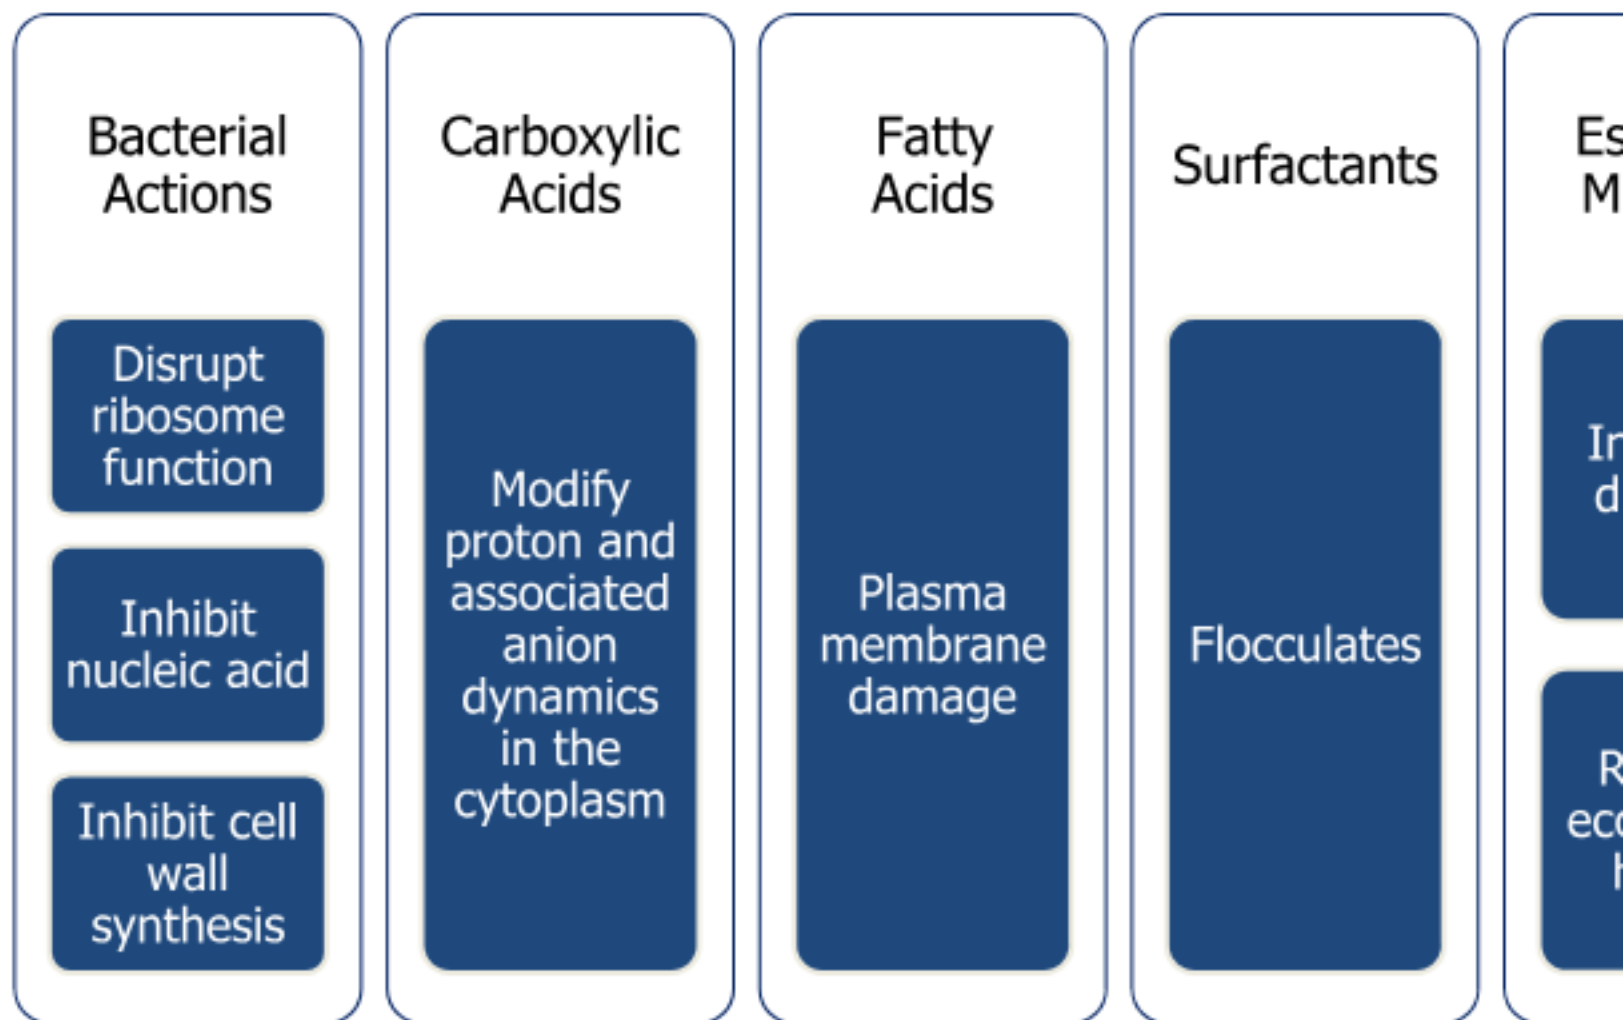 Bacterial
Actions
Disrupt
ribosome
function
Inhibit
nucleic acid
Inhibit cell
wall
synthesis
Carboxylic
Acids
Modify
proton and
associated
anion
dynamics
in the
cytoplasm
Fatty
Acids
Plasma
membrane
damage
Surfactants
Flocculates